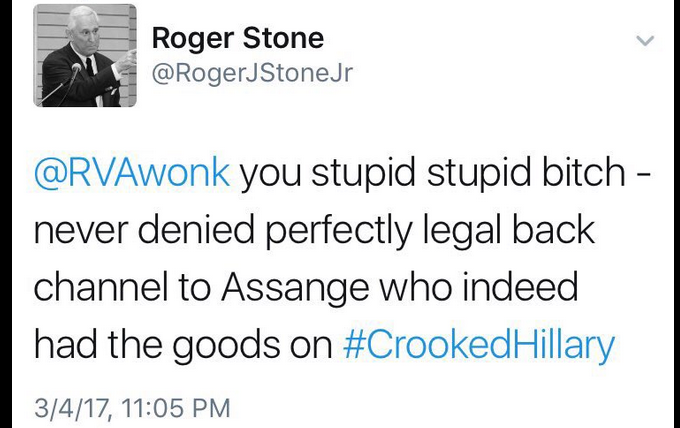 Roger Stone
@RogerJStoneJr
@RVAwonk you stupid stupid bitch -
never denied perfectly legal back
channel to Assange who indeed
had the goods on #CrookedHillary
3/4/17, 11:05 PM